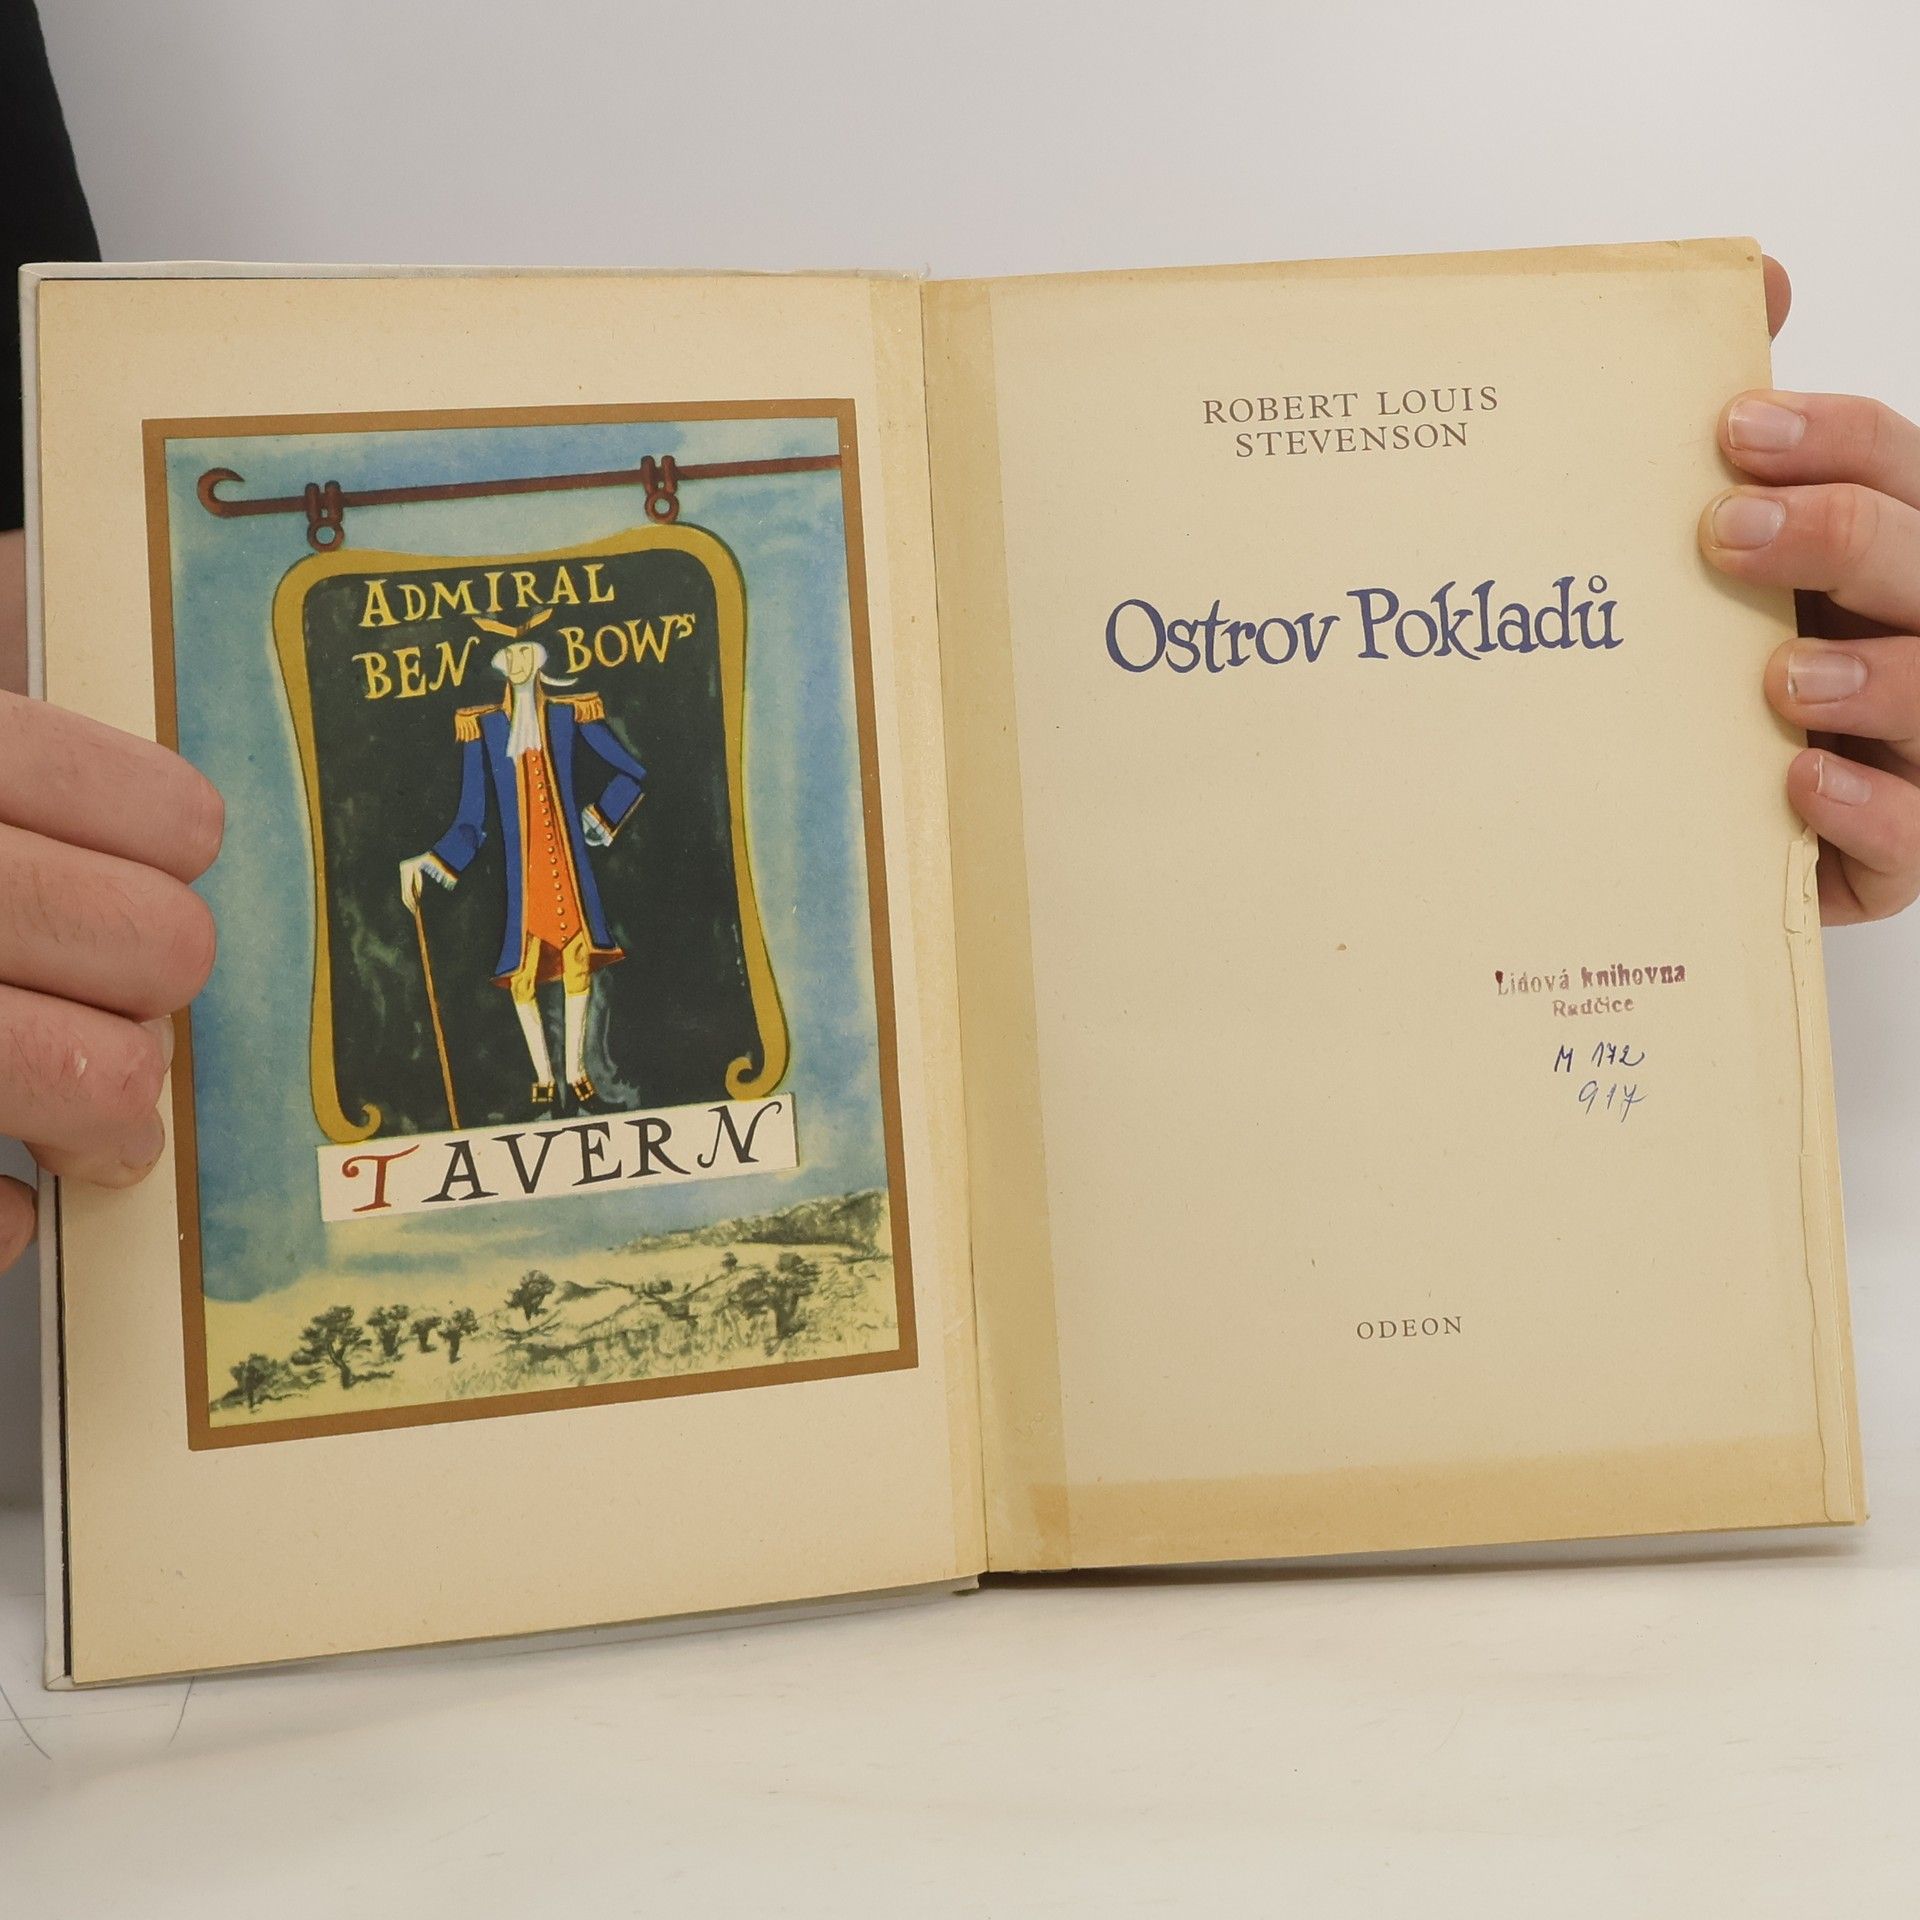 ADMIRAL
BEN BOW's
TAVERN
ROBERT LOUIS
STEVENSON
Ostrov Pokladů
Lidová knihovna
Radčice
M 172
917
ODEON